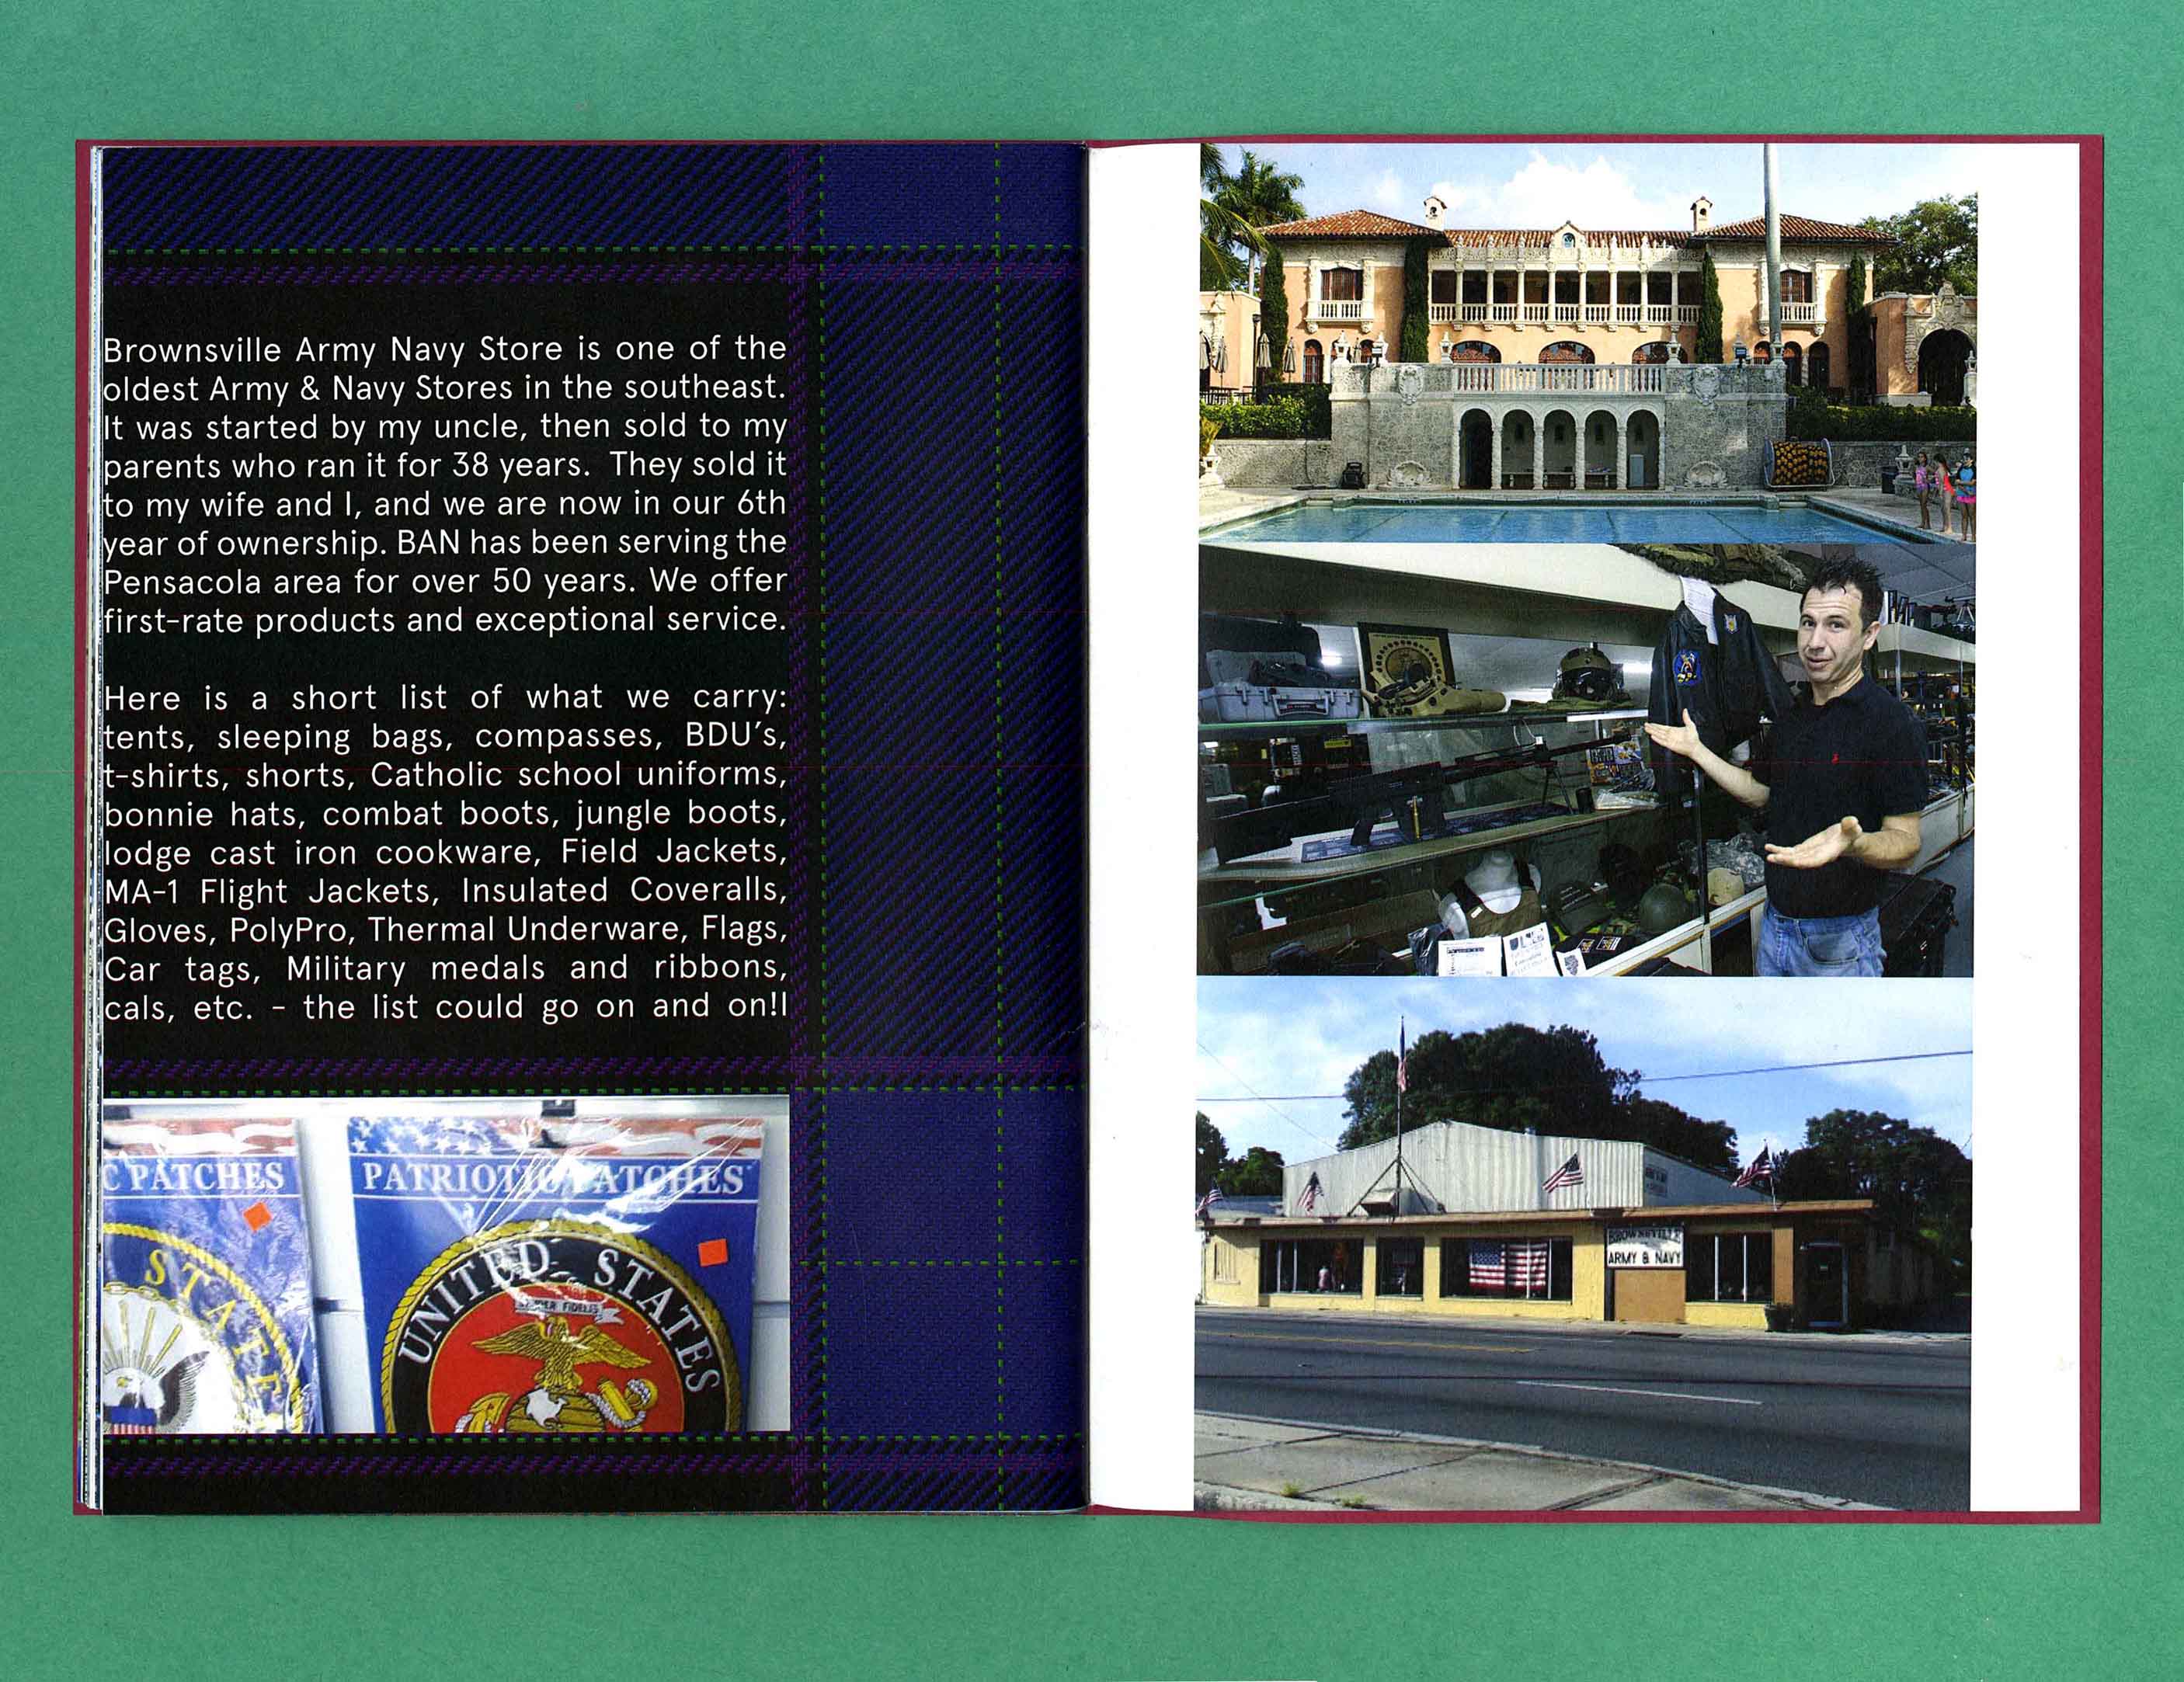 Brownsville Army Navy Store is one of the
oldest Army & Navy Stores in the southeast.
It was started by my uncle, then sold to my
parents who ran it for 38 years. They sold it
to my wife and I, and we are now in our 6th
year of ownership. BAN has been serving the
Pensacola area for over 50 years. We offer
first-rate products and exceptional service.
Here is a short list of what we carry:
tents, sleeping bags, compasses, BDU's,
t-shirts, shorts, Catholic school uniforms,
bonnie hats, combat boots, jungle boots,
lodge cast iron cookware, Field Jackets,
MA-1 Flight Jackets, Insulated Coveralls,
Gloves, PolyPro, Thermal Underware, Flags,
Car tags, Military medals and ribbons,
cals, etc. - the list could go on and on!l
C PATCHES
STATE
PATRIOTIC PATCHES
UNITED STATES
FIDELIS
BROWNSVILLE
ARMY & NAVY